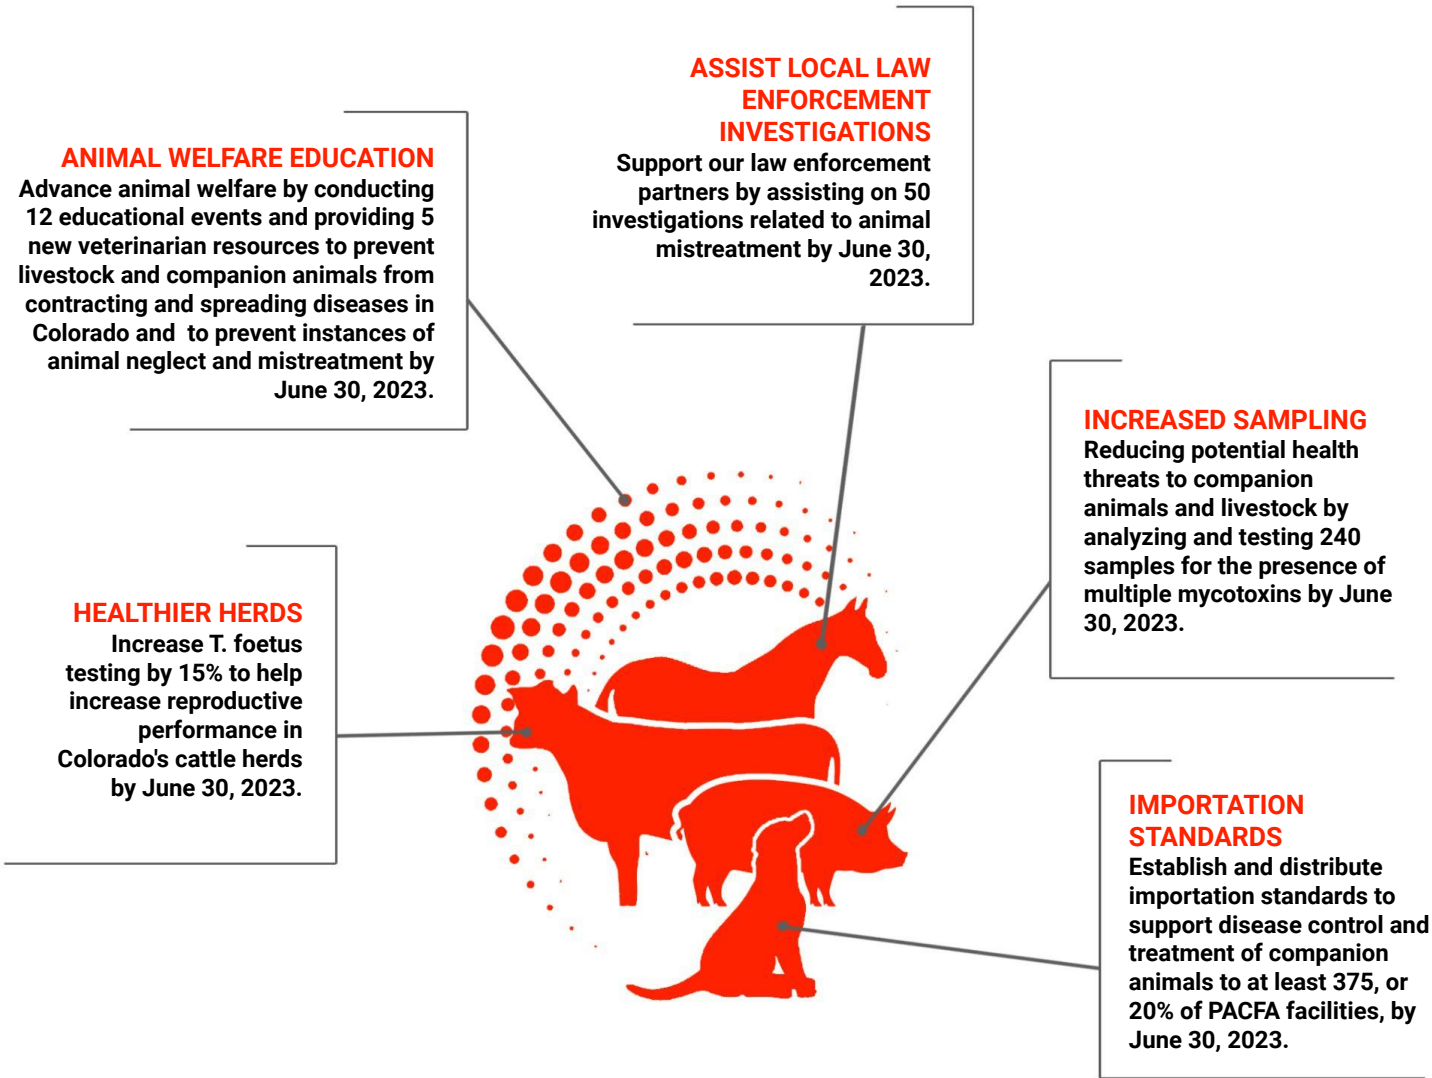 ASSIST LOCAL LAW
ENFORCEMENT
INVESTIGATIONS
Support our law enforcement
partners by assisting on 50
investigations related to animal
mistreatment by June 30,
2023.
ANIMAL WELFARE EDUCATION
Advance animal welfare by conducting
12 educational events and providing 5
new veterinarian resources to prevent
livestock and companion animals from
contracting and spreading diseases in
Colorado and  to prevent instances of
animal neglect and mistreatment by
June 30, 2023.
INCREASED SAMPLING
Reducing potential health
threats to companion
animals and livestock by
analyzing and testing 240
samples for the presence of
multiple mycotoxins by June
30, 2023.
HEALTHIER HERDS
Increase T. foetus
testing by 15% to help
increase reproductive
performance in
Colorado's cattle herds
by June 30, 2023.
IMPORTATION
STANDARDS
Establish and distribute
importation standards to
support disease control and
treatment of companion
animals to at least 375, or
20% of PACFA facilities, by
June 30, 2023.